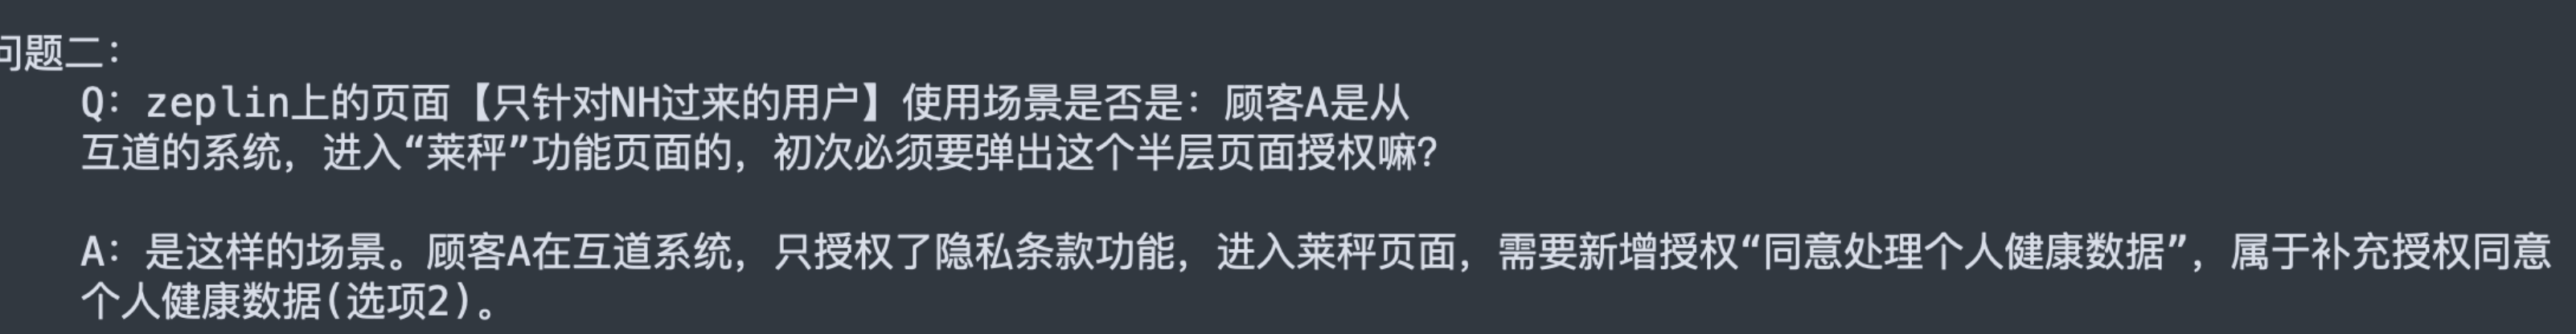 问题二：
Q：zeplin上的页面【只针对NH过来的用户】使用场景是否是：顾客A是从
互道的系统，进入“莱秤”功能页面的，初次必须要弹出这个半层页面授权嘛？
A：是这样的场景。顾客A在互道系统，只授权了隐私条款功能，进入莱秤页面，需要新增授权“同意处理个人健康数据”，属于补充授权同意
个人健康数据(选项2)。